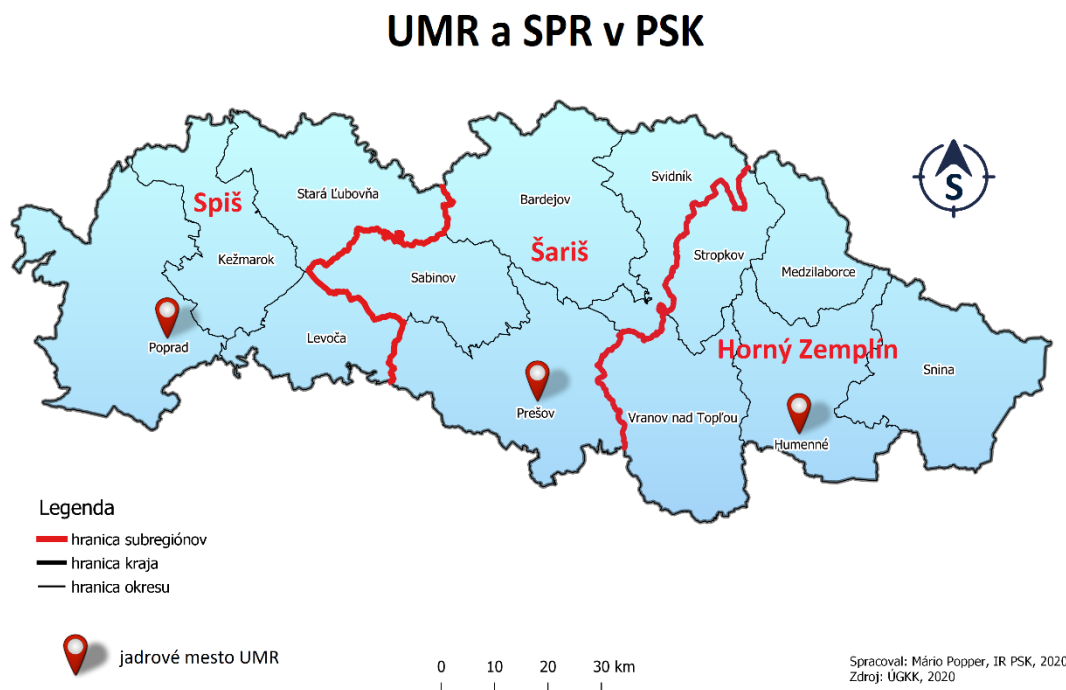 UMR a SPR v PSK
Svidník
Stará Ľubovňa
Bardejov
Spiš
S
Šariš
Stropkov
Kežmarok
Sabinov
Medzilaborce
Levoča
Poprad
Horný Zemplín
Snina
Prešov
Vranov nad Topľou
Humenné
Legenda
hranica subregiónov
hranica kraja
hranica okresu
jadrové mesto UMR
0 10 20 30 km
Spracoval: Mário Popper, IR PSK, 2020
Zdroj: ÚGKK, 2020